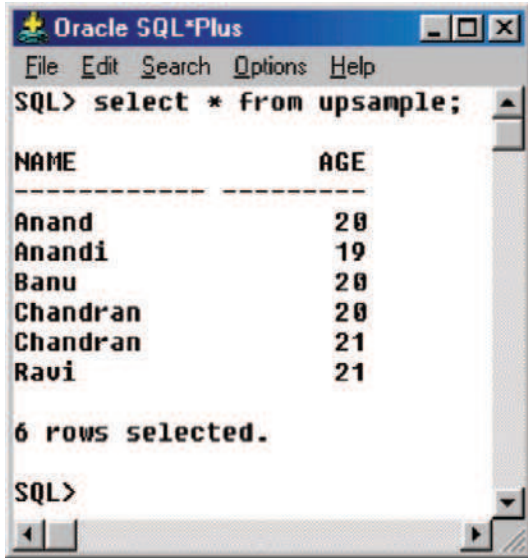 Oracle SQL*Plus
File Edit Search Options Help
SQL> select * from upsample;
NAME AGE
------------ ---------
Anand 20
Anandi 19
Banu 20
Chandran 20
Chandran 21
Ravi 21
6 rows selected.
SQL>